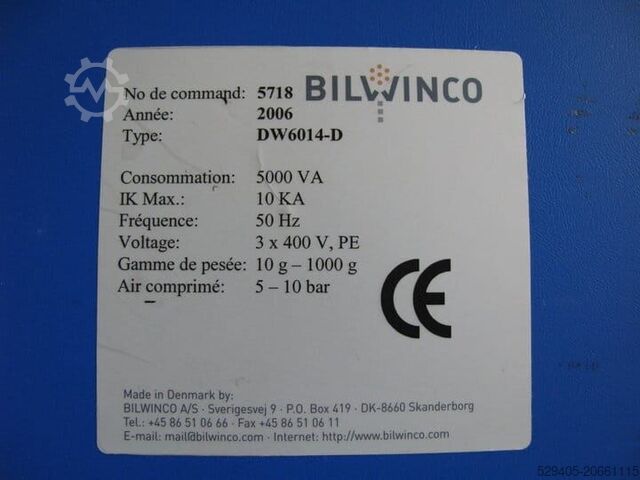 No de command: 5718 BILWINCO
Année: 2006
Type: DW6014-D
Consommation: 5000 VA
IK Max.: 10 KA
Fréquence: 50 Hz
Voltage: 3 x 400 V, PE
Gamme de pesée: 10 g – 1000 g
Air comprimé: 5 – 10 bar
CE
Made in Denmark by:
BILWINCO A/S · Sverigesvej 9 · P.O. Box 419 · DK-8660 Skanderborg
Tel.: +45 86 51 06 66 · Fax +45 86 51 06 11
E-mail: mail@bilwinco.com · Internet: http://www.bilwinco.com
529405-20661115